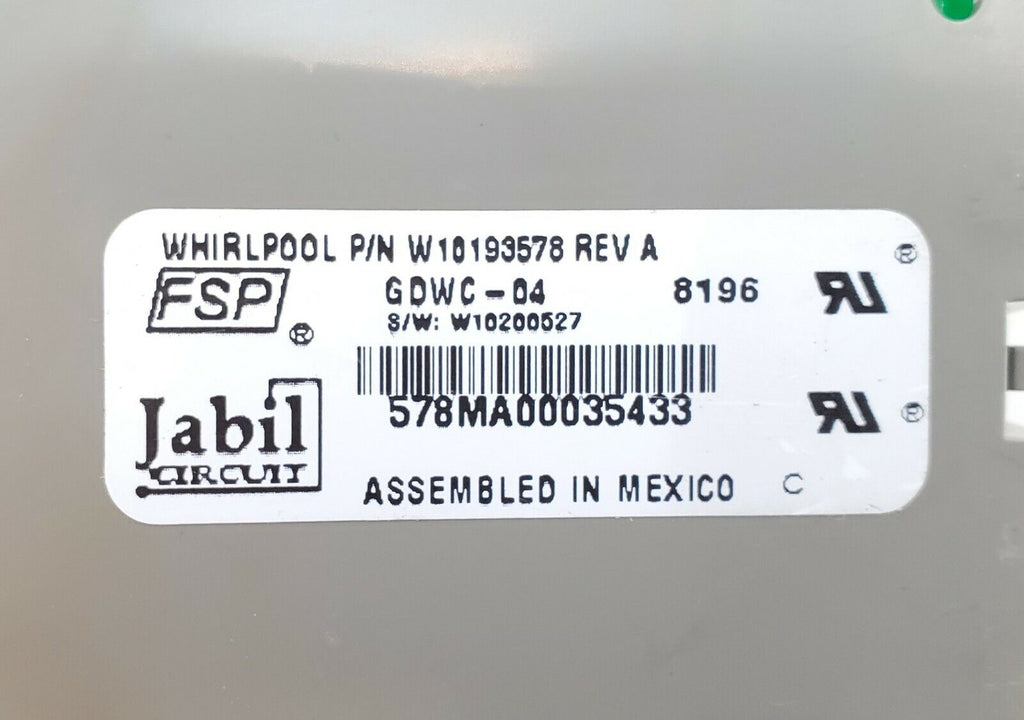 WHIRLPOOL P/N W10193578 REV A
FSP ®
GDWC-04 8196
S/W: W10200527
578MA00035433
Jabil
CIRCUIT
ASSEMBLED IN MEXICO C
®
®